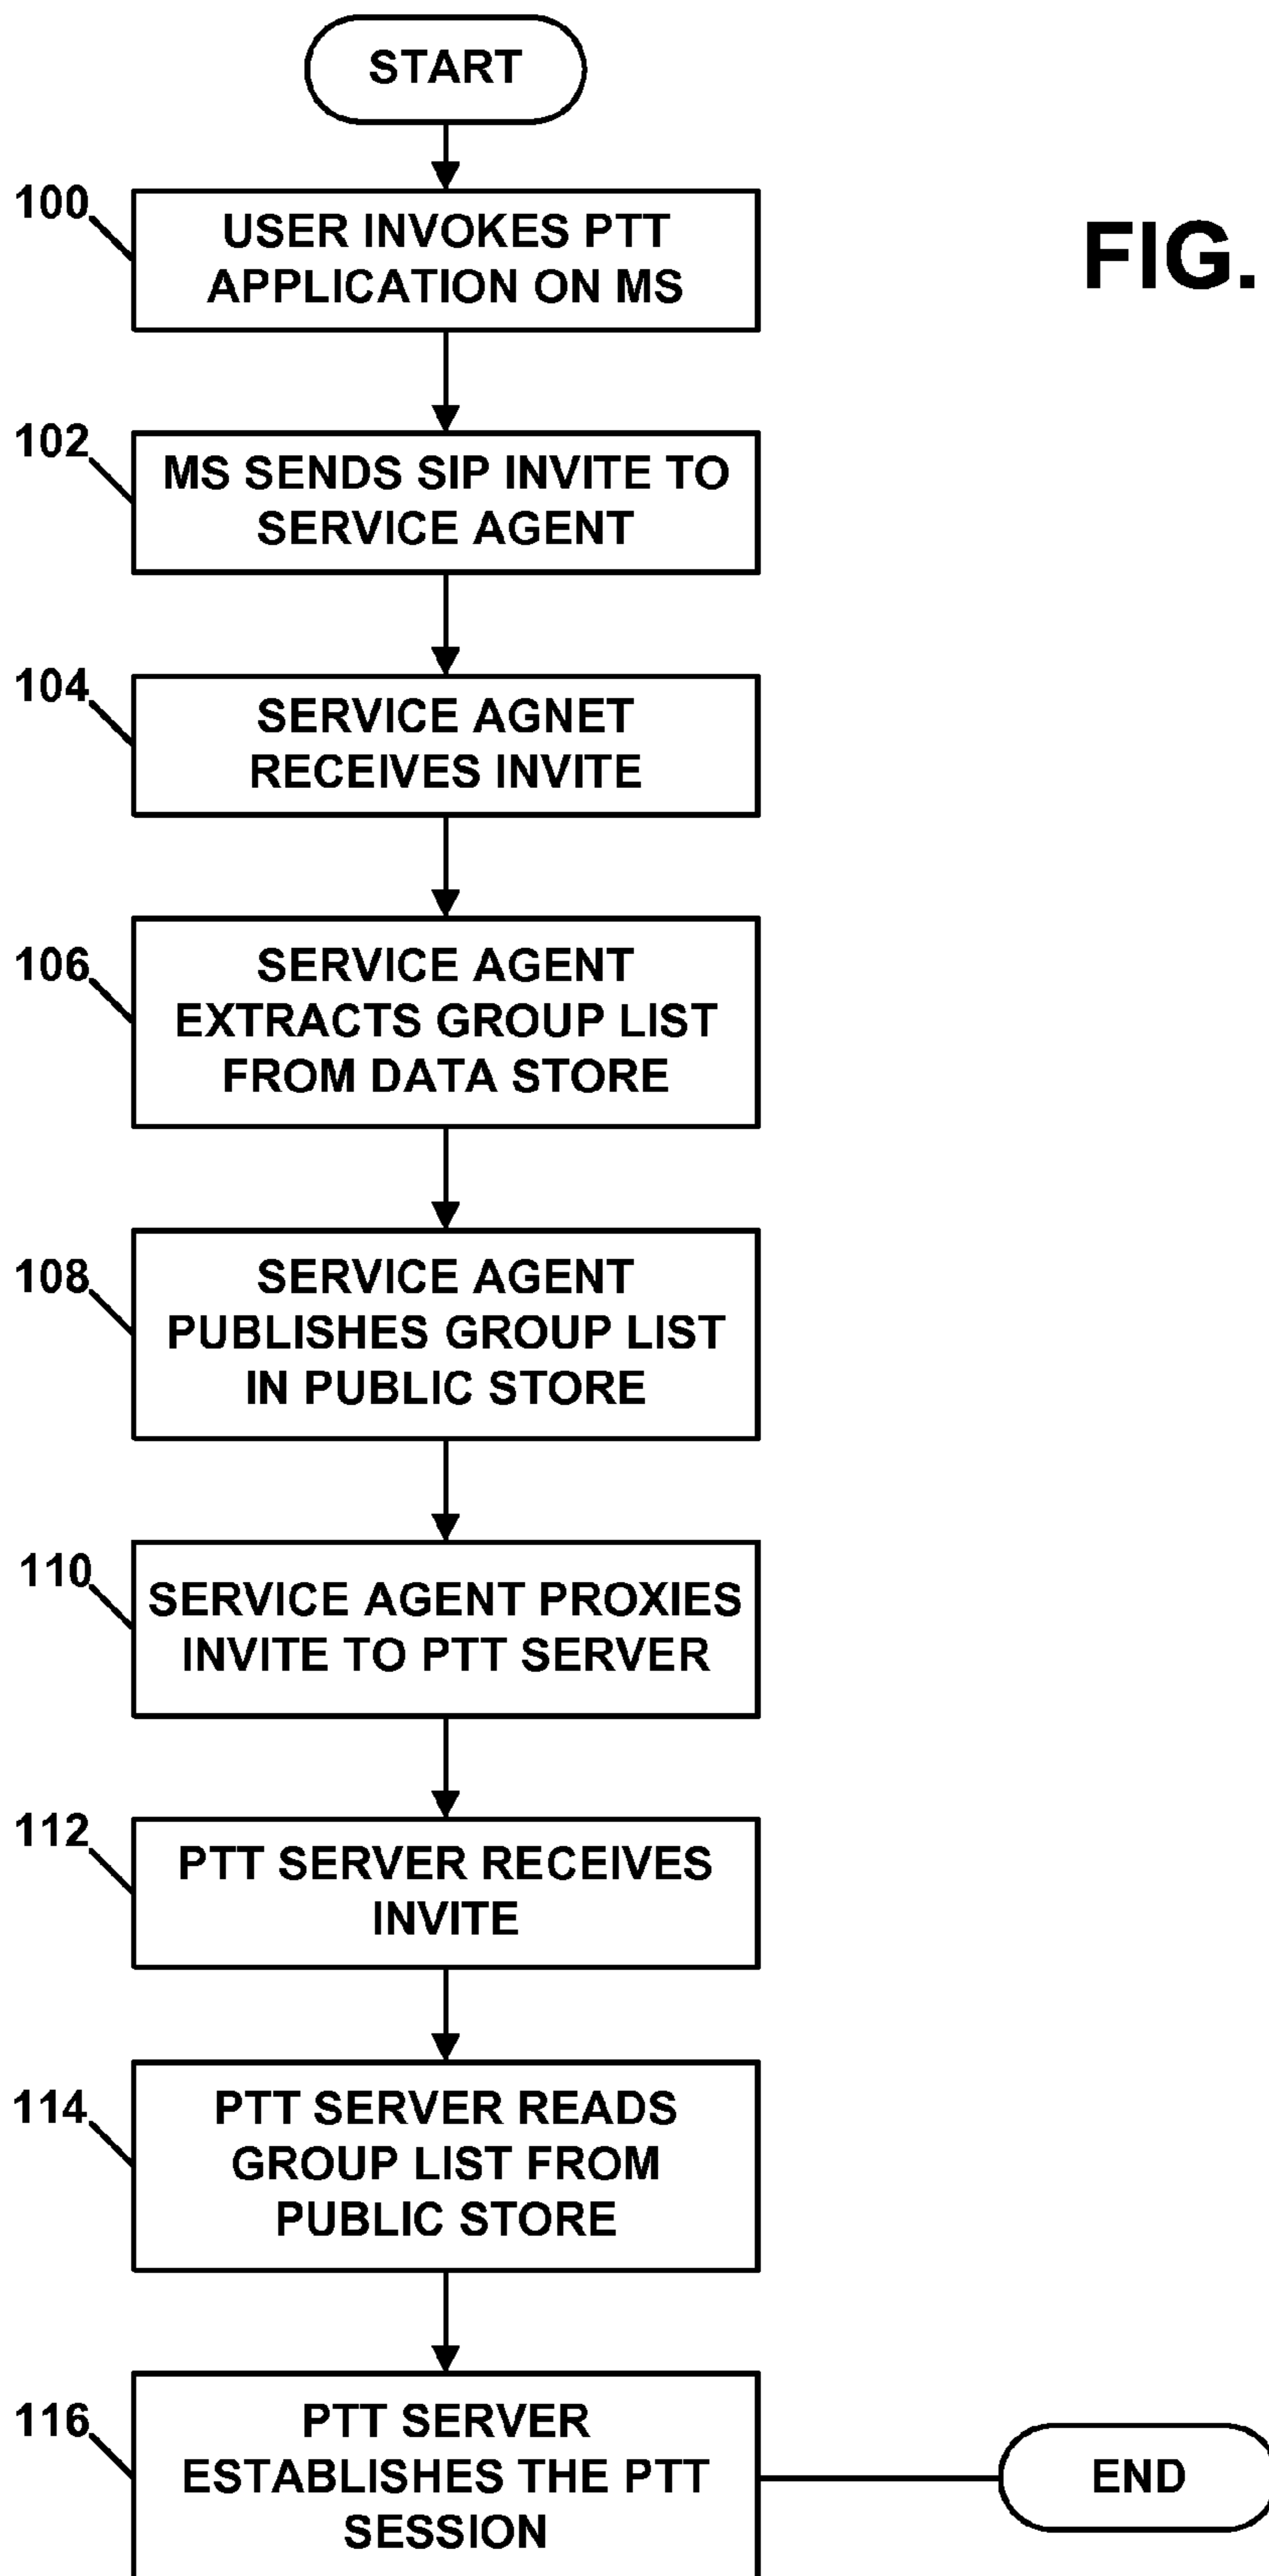 START
100
USER INVOKES PTT
APPLICATION ON MS
FIG.
102
MS SENDS SIP INVITE TO
SERVICE AGENT
104
SERVICE AGNET
RECEIVES INVITE
106
SERVICE AGENT
EXTRACTS GROUP LIST
FROM DATA STORE
108
SERVICE AGENT
PUBLISHES GROUP LIST
IN PUBLIC STORE
110
SERVICE AGENT PROXIES
INVITE TO PTT SERVER
112
PTT SERVER RECEIVES
INVITE
114
PTT SERVER READS
GROUP LIST FROM
PUBLIC STORE
116
PTT SERVER
ESTABLISHES THE PTT
SESSION
END